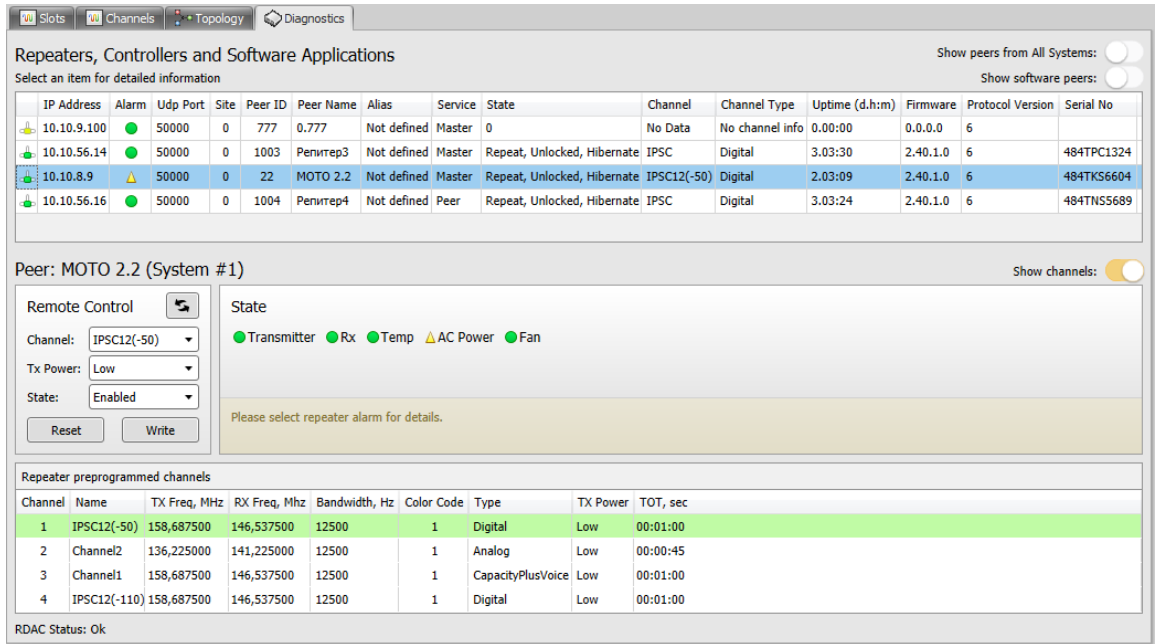 Slots Channels Topology Diagnostics
Repeaters, Controllers and Software Applications
Show peers from All Systems:
Select an item for detailed information
Show software peers:
IP Address Alarm Udp Port Site Peer ID Peer Name Alias Service State Channel Channel Type Uptime (d.h:m) Firmware Protocol Version Serial No
10.10.9.100 50000 0 777 0.777 Not defined Master 0 No Data No channel info 0.00:00 0.0.0.0 6
10.10.56.14 50000 0 1003 Репитер3 Not defined Master Repeat, Unlocked, Hibernate IPSC Digital 3.03:30 2.40.1.0 6 484TPC1324
10.10.8.9 50000 0 22 MOTO 2.2 Not defined Master Repeat, Unlocked, Hibernate IPSC12(-50) Digital 2.03:09 2.40.1.0 6 484TKS6604
10.10.56.16 50000 0 1004 Репитер4 Not defined Peer Repeat, Unlocked, Hibernate IPSC Digital 3.03:24 2.40.1.0 6 484TNS5689
Peer: MOTO 2.2 (System #1)
Show channels:
Remote Control
Channel: IPSC12(-50)
Tx Power: Low
State: Enabled
Reset Write
State
Transmitter Rx Temp AC Power Fan
Please select repeater alarm for details.
Repeater preprogrammed channels
Channel Name TX Freq, MHz RX Freq, Mhz Bandwidth, Hz Color Code Type TX Power TOT, sec
1 IPSC12(-50) 158,687500 146,537500 12500 1 Digital Low 00:01:00
2 Channel2 136,225000 141,225000 12500 1 Analog Low 00:00:45
3 Channel1 158,687500 146,537500 12500 1 CapacityPlusVoice Low 00:01:00
4 IPSC12(-110) 158,687500 146,537500 12500 1 Digital Low 00:01:00
RDAC Status: Ok